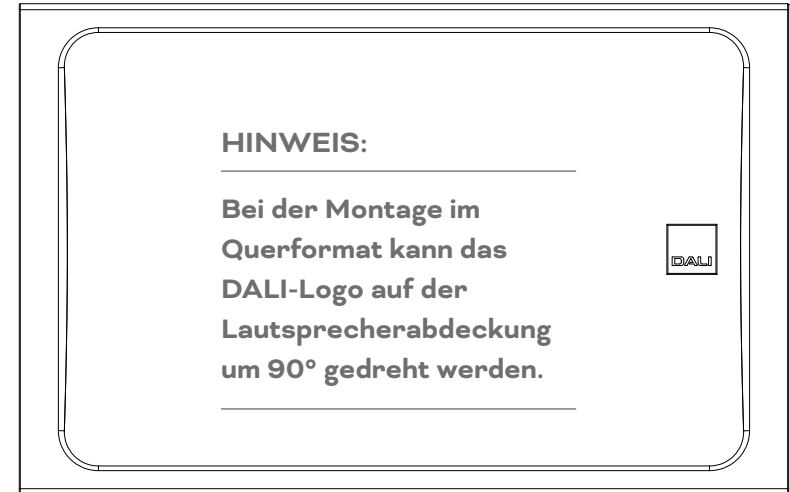 HINWEIS:
Bei der Montage im
Querformat kann das
DALI-Logo auf der
Lautsprecherabdeckung
um 90° gedreht werden.
DALI